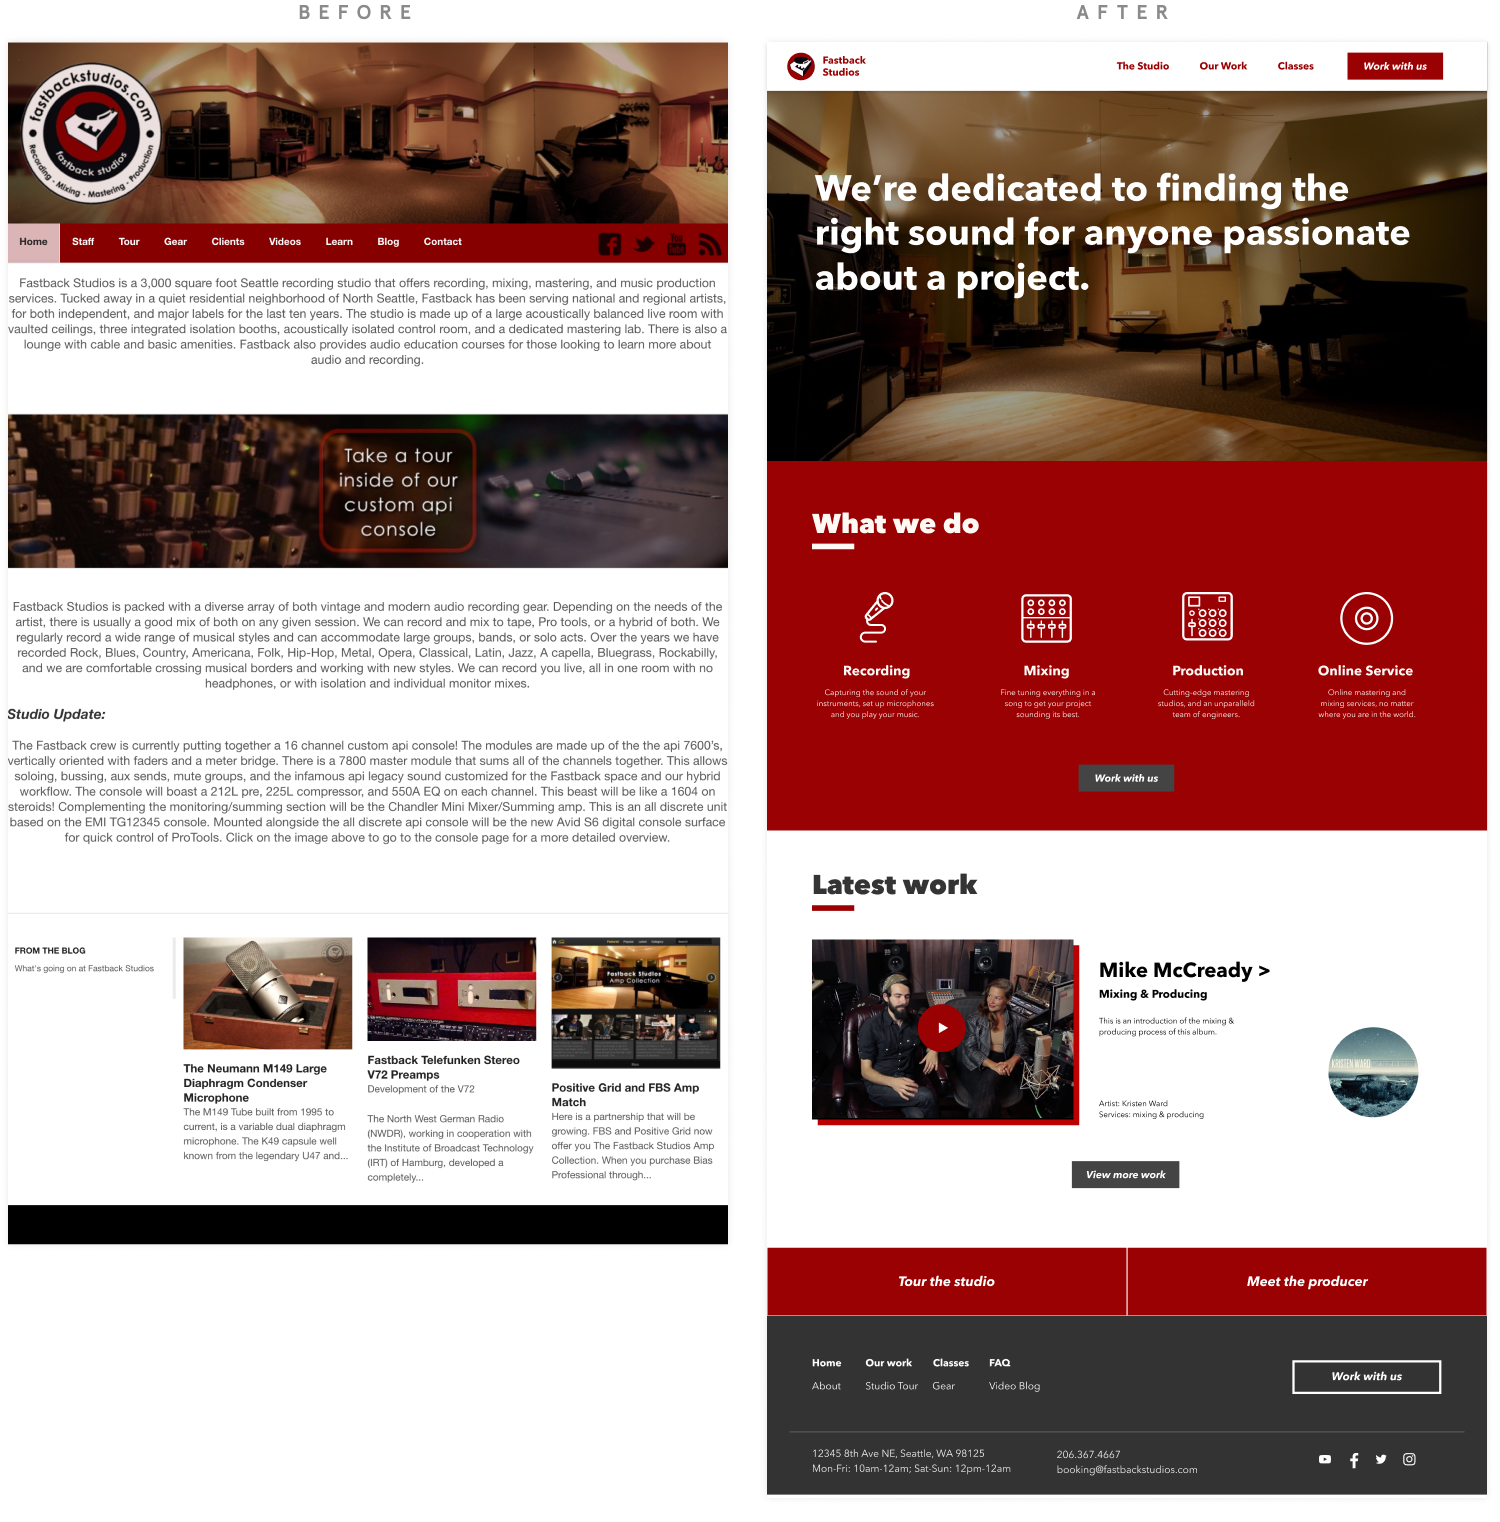 BEFORE
fastbackstudios.com
fastback studios
Recording - Mixing - Mastering - Production
Home Staff Tour Gear Clients Videos Learn Blog Contact
You
Tube
Fastback Studios is a 3,000 square foot Seattle recording studio that offers recording, mixing, mastering, and music production
services. Tucked away in a quiet residential neighborhood of North Seattle, Fastback has been serving national and regional artists,
for both independent, and major labels for the last ten years. The studio is made up of a large acoustically balanced live room with
vaulted ceilings, three integrated isolation booths, acoustically isolated control room, and a dedicated mastering lab. There is also a
lounge with cable and basic amenities. Fastback also provides audio education courses for those looking to learn more about
audio and recording.
Take a tour
inside of our
custom api
console
Fastback Studios is packed with a diverse array of both vintage and modern audio recording gear. Depending on the needs of the
artist, there is usually a good mix of both on any given session. We can record and mix to tape, Pro tools, or a hybrid of both. We
regularly record a wide range of musical styles and can accommodate large groups, bands, or solo acts. Over the years we have
recorded Rock, Blues, Country, Americana, Folk, Hip-Hop, Metal, Opera, Classical, Latin, Jazz, A capella, Bluegrass, Rockabilly,
and we are comfortable crossing musical borders and working with new styles. We can record you live, all in one room with no
headphones, or with isolation and individual monitor mixes.
Studio Update:
The Fastback crew is currently putting together a 16 channel custom api console! The modules are made up of the the api 7600's,
vertically oriented with faders and a meter bridge. There is a 7800 master module that sums all of the channels together. This allows
soloing, bussing, aux sends, mute groups, and the infamous api legacy sound customized for the Fastback space and our hybrid
workflow. The console will boast a 212L pre, 225L compressor, and 550A EQ on each channel. This beast will be like a 1604 on
steroids! Complementing the monitoring/summing section will be the Chandler Mini Mixer/Summing amp. This is an all discrete unit
based on the EMI TG12345 console. Mounted alongside the all discrete api console will be the new Avid S6 digital console surface
for quick control of ProTools. Click on the image above to go to the console page for a more detailed overview.
FROM THE BLOG
What's going on at Fastback Studios
The Neumann M149 Large
Diaphragm Condenser
Microphone
The M149 Tube built from 1995 to
current, is a variable dual diaphragm
microphone. The K49 capsule well
known from the legendary U47 and...
Fastback Telefunken Stereo
V72 Preamps
Development of the V72
The North West German Radio
(NWDR), working in cooperation with
the Institute of Broadcast Technology
(IRT) of Hamburg, developed a
completely...
Fastback Studios
Amp Collection
Positive Grid and FBS Amp
Match
Here is a partnership that will be
growing. FBS and Positive Grid now
offer you The Fastback Studios Amp
Collection. When you purchase Bias
Professional through...
AFTER
Fastback
Studios
The Studio Our Work Classes Work with us
We're dedicated to finding the
right sound for anyone passionate
about a project.
What we do
Recording
Capturing the sound of your
instruments, set up microphones
and you play your music.
Mixing
Fine tuning everything in a
song to get your project
sounding its best.
Production
Cutting-edge mastering
studios, and an unparalleld
team of engineers.
Online Service
Online mastering and
mixing services, no matter
where you are in the world.
Work with us
Latest work
Mike McCready >
Mixing & Producing
This is an introduction of the mixing &
producing process of this album.
Artist: Kristen Ward
Services: mixing & producing
KRISTEN WARD
View more work
Tour the studio
Meet the producer
Home Our work Classes FAQ
About Studio Tour Gear Video Blog
Work with us
12345 8th Ave NE, Seattle, WA 98125
Mon-Fri: 10am-12am; Sat-Sun: 12pm-12am
206.367.4667
booking@fastbackstudios.com